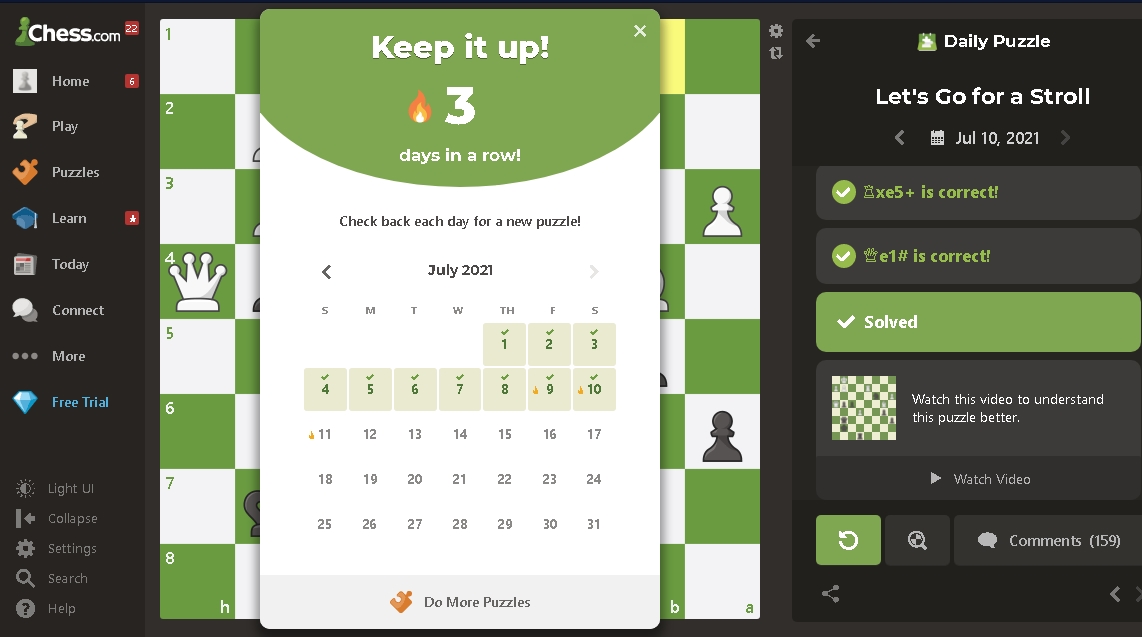 Chess.com
22
Home
6
Play
Puzzles
Learn
Today
Connect
More
Free Trial
Light UI
Collapse
Settings
Search
Help
1
2
3
4
5
6
7
8
h
b
a
Keep it up!
3
days in a row!
Check back each day for a new puzzle!
July 2021
S M T W TH F S
1 2 3
4 5 6 7 8 9 10
11 12 13 14 15 16 17
18 19 20 21 22 23 24
25 26 27 28 29 30 31
Do More Puzzles
Daily Puzzle
Let's Go for a Stroll
Jul 10, 2021
♖xe5+ is correct!
♕e1# is correct!
Solved
Watch this video to understand
this puzzle better.
Watch Video
Comments (159)